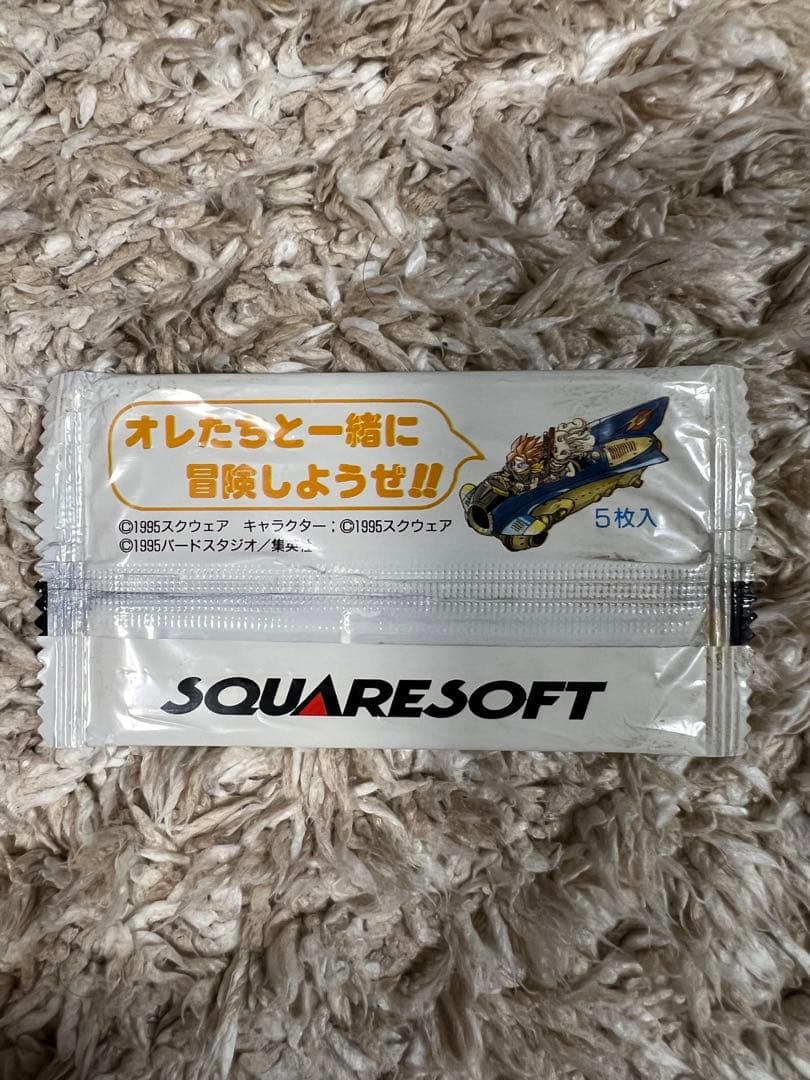 オレたちと一緒に
冒険しようぜ!!
©1995スクウェア キャラクター:©1995スクウェア
©1995バードスタジオ/集英社
5枚入
SQUARESOFT